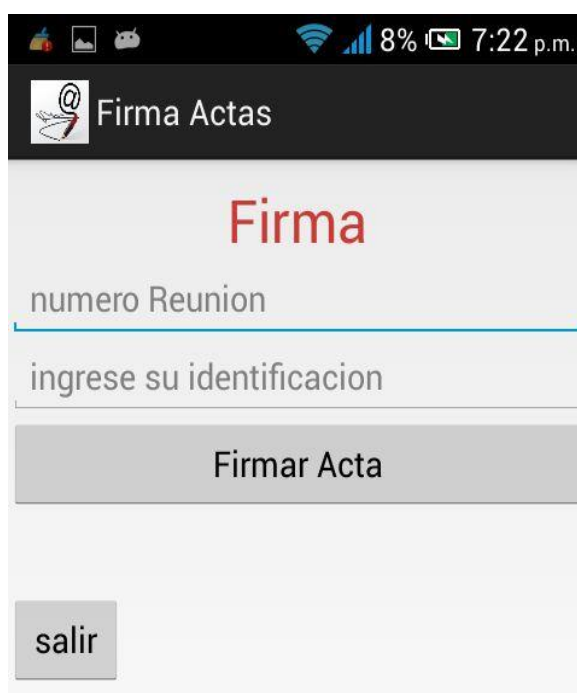 8% 7:22 p.m.
@ Firma Actas
Firma
numero Reunion
ingrese su identificacion
Firmar Acta
salir